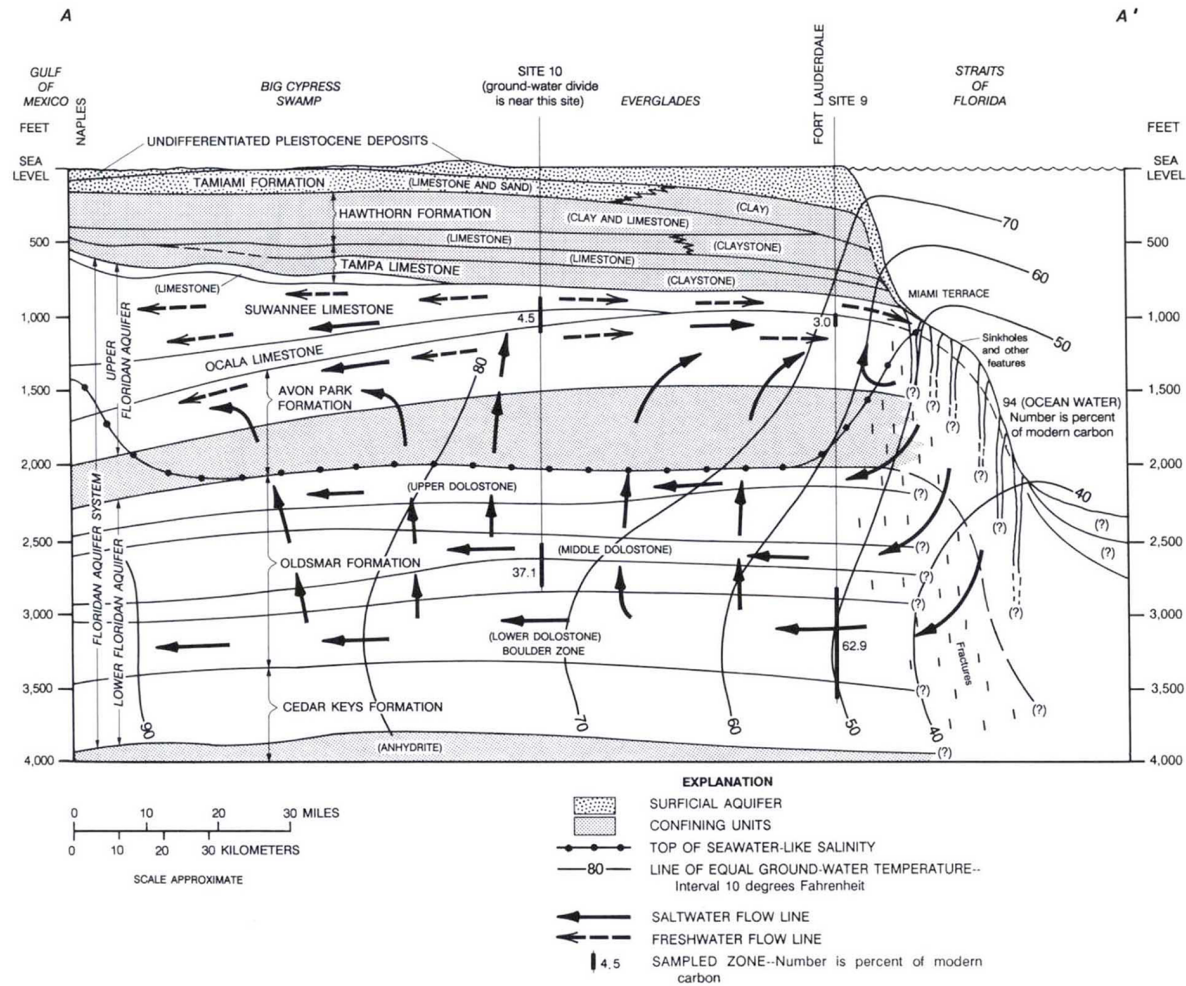 A
A'
GULF
OF
MEXICO
NAPLES
BIG CYPRESS
SWAMP
SITE 10
(ground-water divide
is near this site)
EVERGLADES
FORT LAUDERDALE
SITE 9
STRAITS
OF
FLORIDA
FEET
FEET
UNDIFFERENTIATED PLEISTOCENE DEPOSITS
SEA
LEVEL
SEA
LEVEL
TAMIAMI FORMATION
(LIMESTONE AND SAND)
(CLAY)
HAWTHORN FORMATION
(CLAY AND LIMESTONE)
70
500
(LIMESTONE)
(CLAYSTONE)
500
TAMPA LIMESTONE
(LIMESTONE)
60
(LIMESTONE)
(CLAYSTONE)
MIAMI TERRACE
SUWANNEE LIMESTONE
1,000
4.5
3.0
1,000
Sinkholes
and other
features
50
OCALA LIMESTONE
80
UPPER
FLORIDAN AQUIFER
AVON PARK
FORMATION
1,500
(?)
1,500
(?)
94 (OCEAN WATER)
Number is percent
of modern carbon
(?)
2,000
2,000
(?)
(UPPER DOLOSTONE)
(?)
40
(?)
(?)
2,500
(MIDDLE DOLOSTONE)
(?)
(?)
2,500
FLORIDAN AQUIFER SYSTEM
LOWER FLORIDAN AQUIFER
OLDSMAR FORMATION
37.1
(?)
(?)
3,000
(?)
3,000
(LOWER DOLOSTONE)
BOULDER ZONE
62.9
Fractures
3,500
(?)
3,500
CEDAR KEYS FORMATION
(?)
90
70
60
50
40
(ANHYDRITE)
(?)
4,000
4,000
0 10 20 30 MILES
0 10 20 30 KILOMETERS
SCALE APPROXIMATE
EXPLANATION
SURFICIAL AQUIFER
CONFINING UNITS
TOP OF SEAWATER-LIKE SALINITY
80
LINE OF EQUAL GROUND-WATER TEMPERATURE--
Interval 10 degrees Fahrenheit
SALTWATER FLOW LINE
FRESHWATER FLOW LINE
4.5
SAMPLED ZONE--Number is percent of modern
carbon